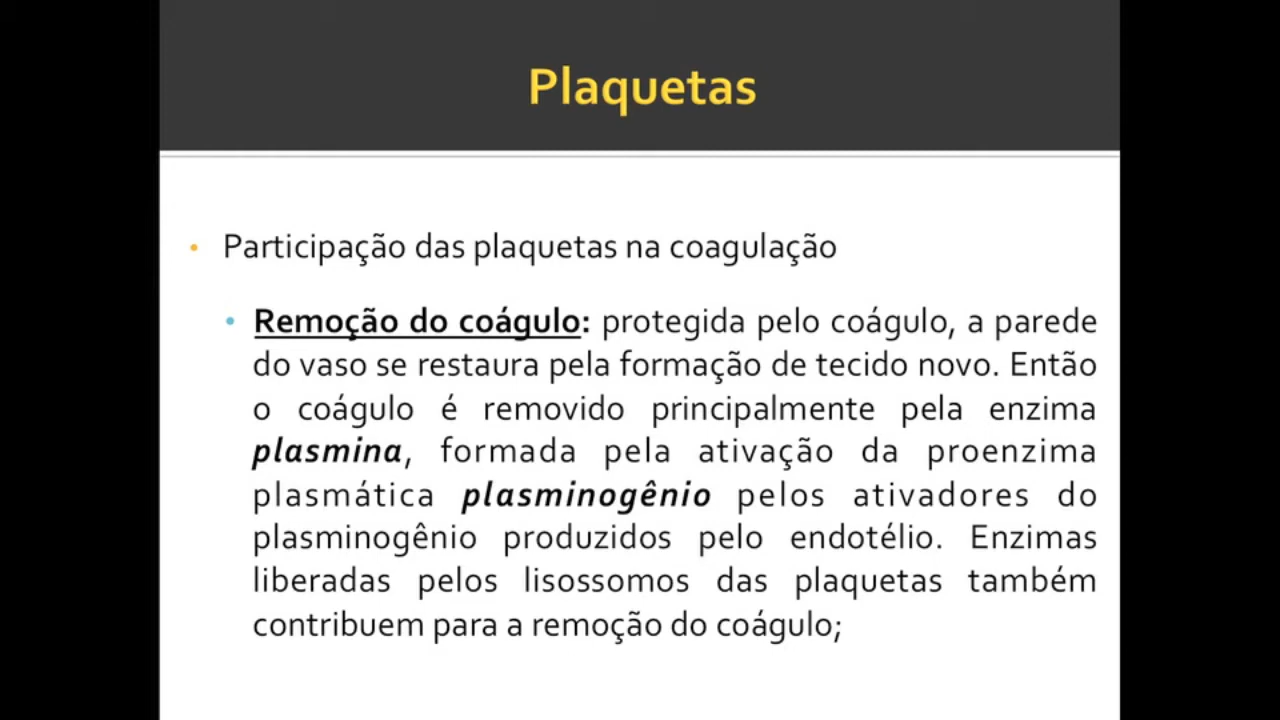 Plaquetas
• Participação das plaquetas na coagulação
• Remoção do coágulo: protegida pelo coágulo, a parede
do vaso se restaura pela formação de tecido novo. Então
o coágulo é removido principalmente pela enzima
plasmina, formada pela ativação da proenzima
plasmática plasminogênio pelos ativadores do
plasminogênio produzidos pelo endotélio. Enzimas
liberadas pelos lisossomos das plaquetas também
contribuem para a remoção do coágulo;